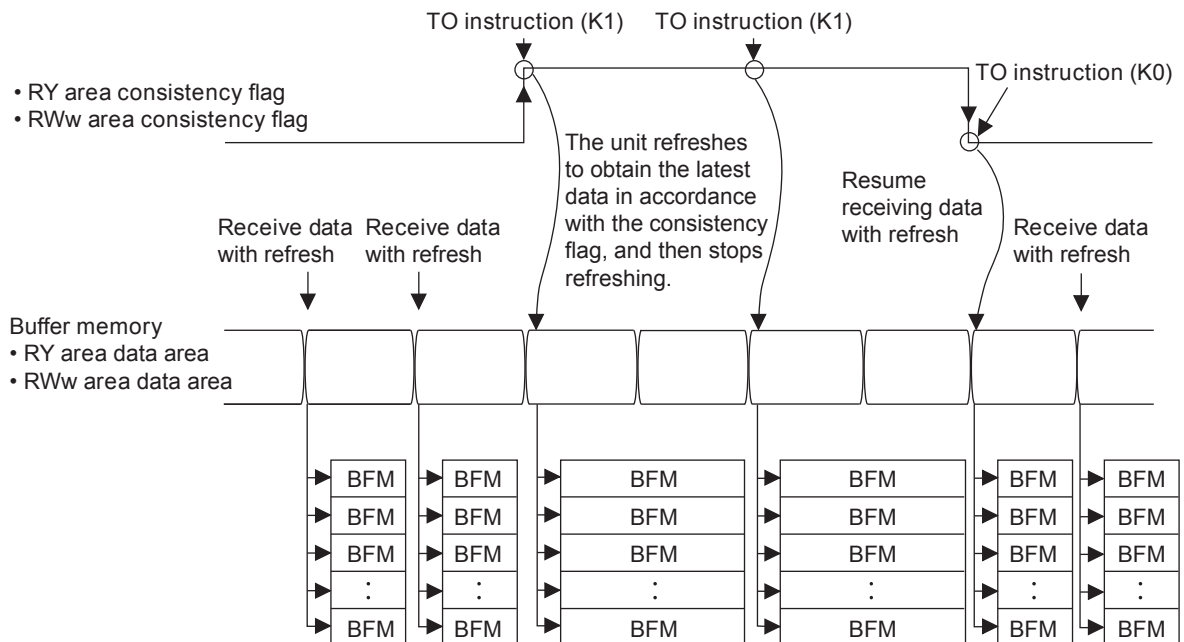 TO instruction (K1) TO instruction (K1)
TO instruction (K0)
• RY area consistency flag
• RWw area consistency flag
The unit refreshes
to obtain the latest
data in accordance
with the consistency
flag, and then stops
refreshing.
Resume
receiving data
with refresh
Receive data
with refresh
Receive data
with refresh
Receive data
with refresh
Buffer memory
• RY area data area
• RWw area data area
BFM BFM BFM BFM BFM BFM
BFM BFM BFM BFM BFM BFM
BFM BFM BFM BFM BFM BFM
: : : : : :
BFM BFM BFM BFM BFM BFM